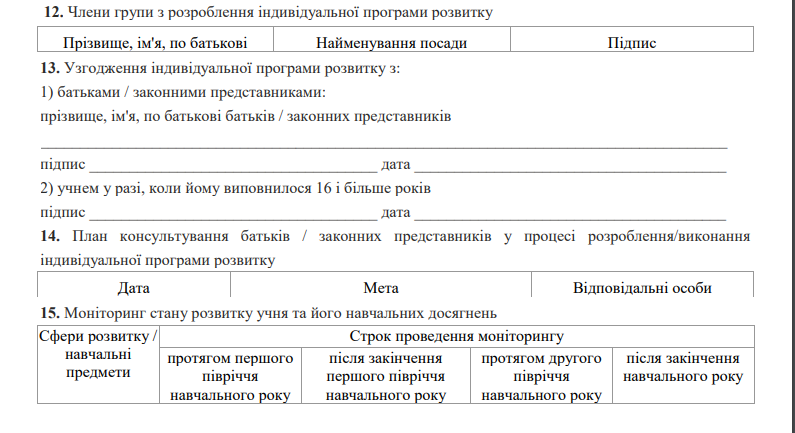 12. Члени групи з розроблення індивідуальної програми розвитку
Прізвище, ім'я, по батькові Найменування посади Підпис
13. Узгодження індивідуальної програми розвитку з:
1) батьками / законними представниками:
прізвище, ім'я, по батькові батьків / законних представників
підпис дата
2) учнем у разі, коли йому виповнилося 16 і більше років
підпис дата
14. План консультування батьків / законних представників у процесі розроблення/виконання
індивідуальної програми розвитку
Дата Мета Відповідальні особи
15. Моніторинг стану розвитку учня та його навчальних досягнень
Сфери розвитку /
навчальні
предмети
Строк проведення моніторингу
протягом першого
півріччя
навчального року
після закінчення
першого півріччя
навчального року
протягом другого
півріччя
навчального року
після закінчення
навчального року